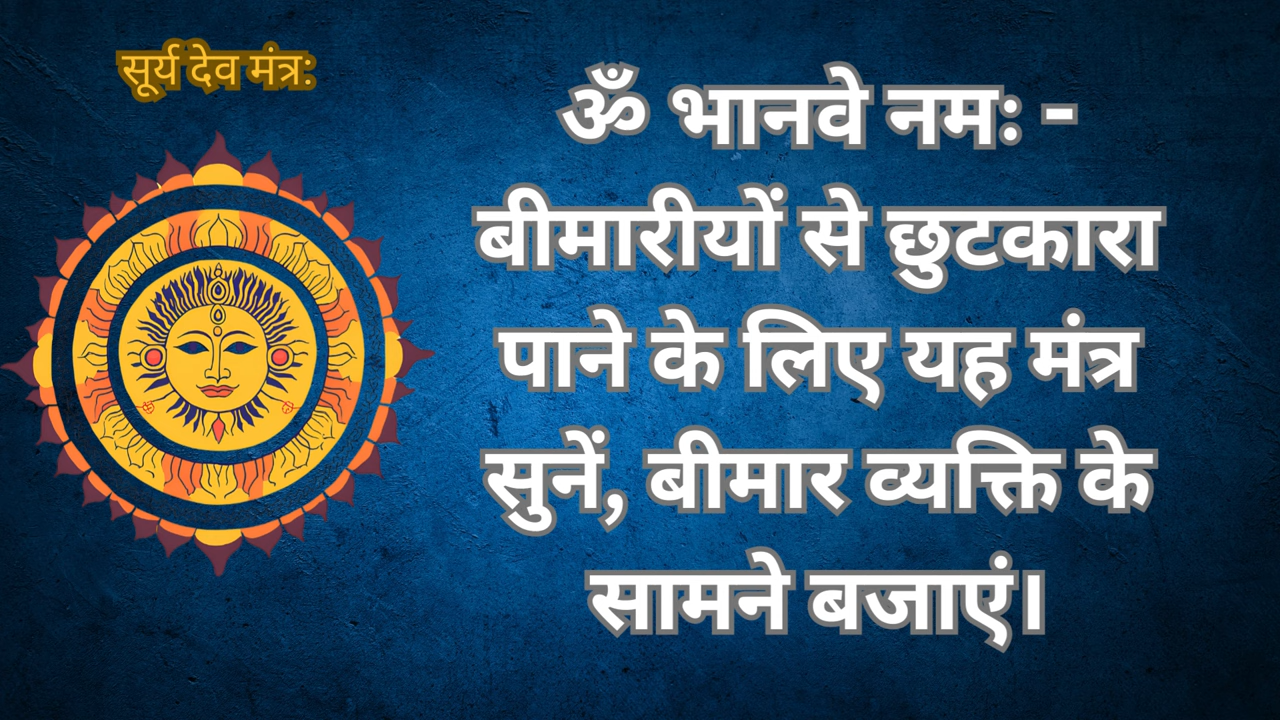 सूर्य देव मंत्र:
ॐ भानवे नम: -
बीमारीयों से छुटकारा
पाने के लिए यह मंत्र
सुनें, बीमार व्यक्ति के
सामने बजाएं।